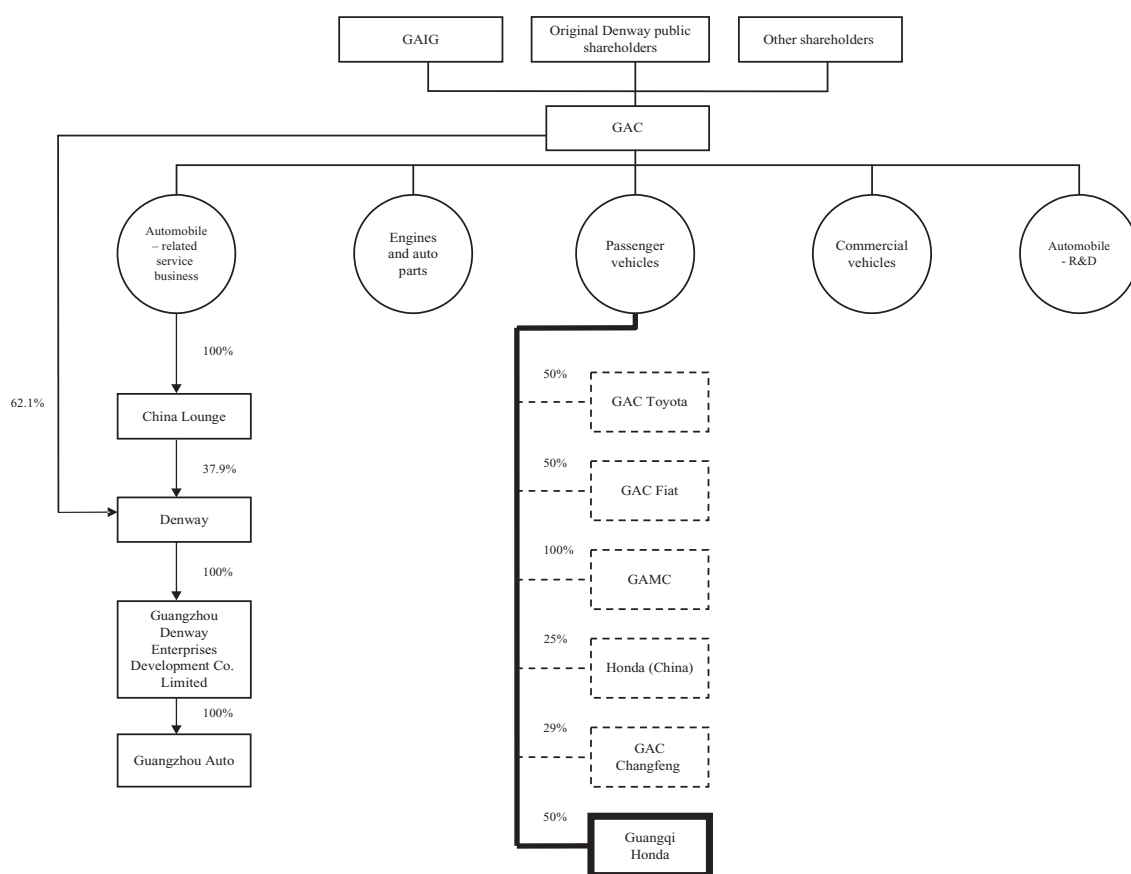 GAIG
Original Denway public
shareholders
Other shareholders
GAC
Automobile
– related
service
business
Engines
and auto
parts
Passenger
vehicles
Commercial
vehicles
Automobile
- R&D
100%
62.1%
China Lounge
37.9%
Denway
100%
Guangzhou
Denway
Enterprises
Development Co.
Limited
100%
Guangzhou Auto
50%
GAC Toyota
50%
GAC Fiat
100%
GAMC
25%
Honda (China)
29%
GAC
Changfeng
50%
Guangqi
Honda